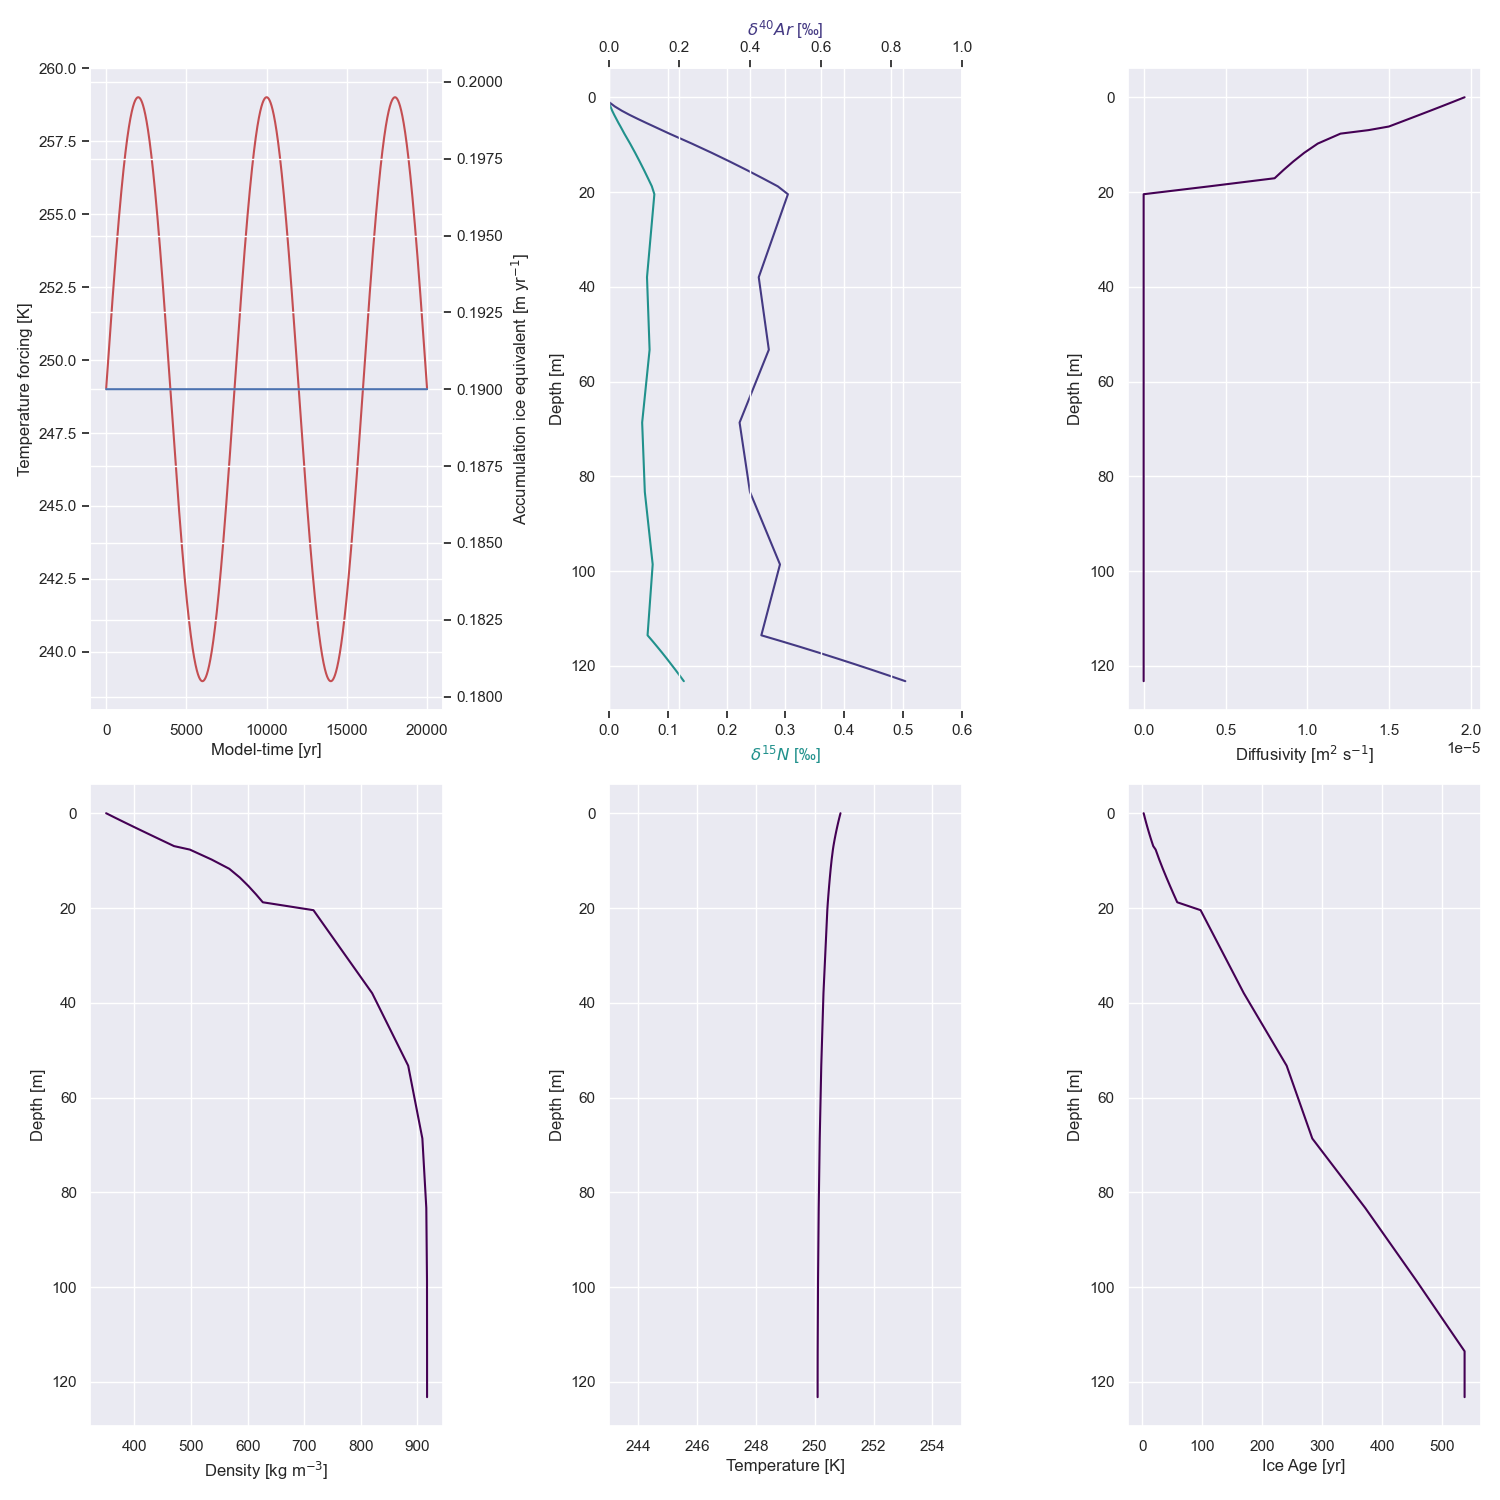 δ⁴⁰Ar [‰]
0.0 0.2 0.4 0.6 0.8 1.0
260.0
257.5
255.0
252.5
250.0
247.5
245.0
242.5
240.0
Temperature forcing [K]
0 5000 10000 15000 20000
Model-time [yr]
0.2000
0.1975
0.1950
0.1925
0.1900
0.1875
0.1850
0.1825
0.1800
Accumulation ice equivalent [m yr⁻¹]
0
20
40
60
80
100
120
Depth [m]
0.0 0.1 0.2 0.3 0.4 0.5 0.6
δ¹⁵N [‰]
0
20
40
60
80
100
120
Depth [m]
0.0 0.5 1.0 1.5 2.0
1e−5
Diffusivity [m² s⁻¹]
0
20
40
60
80
100
120
Depth [m]
400 500 600 700 800 900
Density [kg m⁻³]
0
20
40
60
80
100
120
Depth [m]
244 246 248 250 252 254
Temperature [K]
0
20
40
60
80
100
120
Depth [m]
0 100 200 300 400 500
Ice Age [yr]